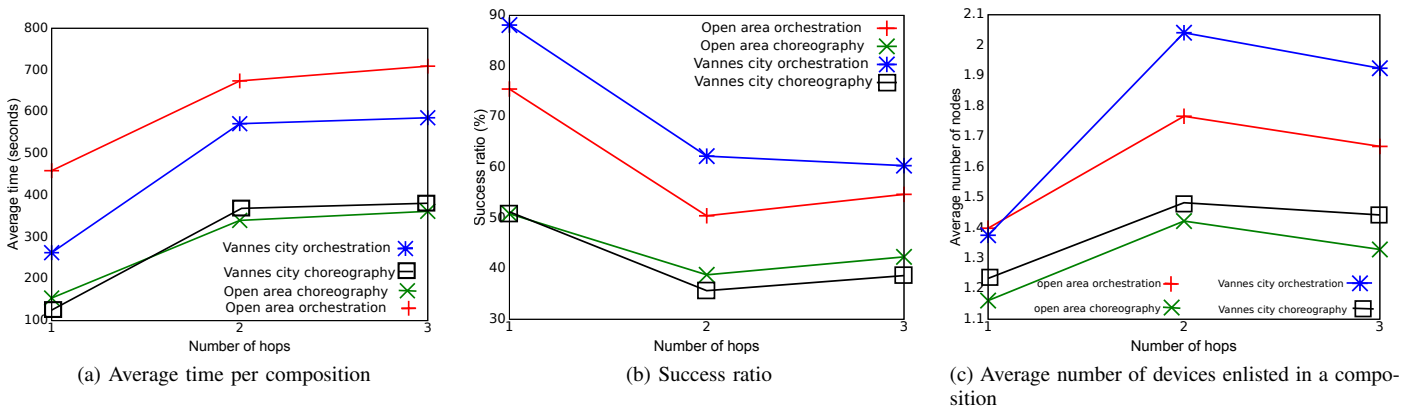 800
700
600
500
400
300
200
100
Average time (seconds)
Vannes city orchestration
Vannes city choreography
Open area choreography
Open area orchestration
1
2
3
Number of hops
(a) Average time per composition
90
80
70
60
50
40
30
Success ratio (%)
Open area orchestration
Open area choreography
Vannes city orchestration
Vannes city choreography
1
2
3
Number of hops
(b) Success ratio
2.1
2
1.9
1.8
1.7
1.6
1.5
1.4
1.3
1.2
1.1
Average number of nodes
open area orchestration
Vannes city orchestration
open area choreography
Vannes city choreography
1
2
3
Number of hops
(c) Average number of devices enlisted in a compo-
sition